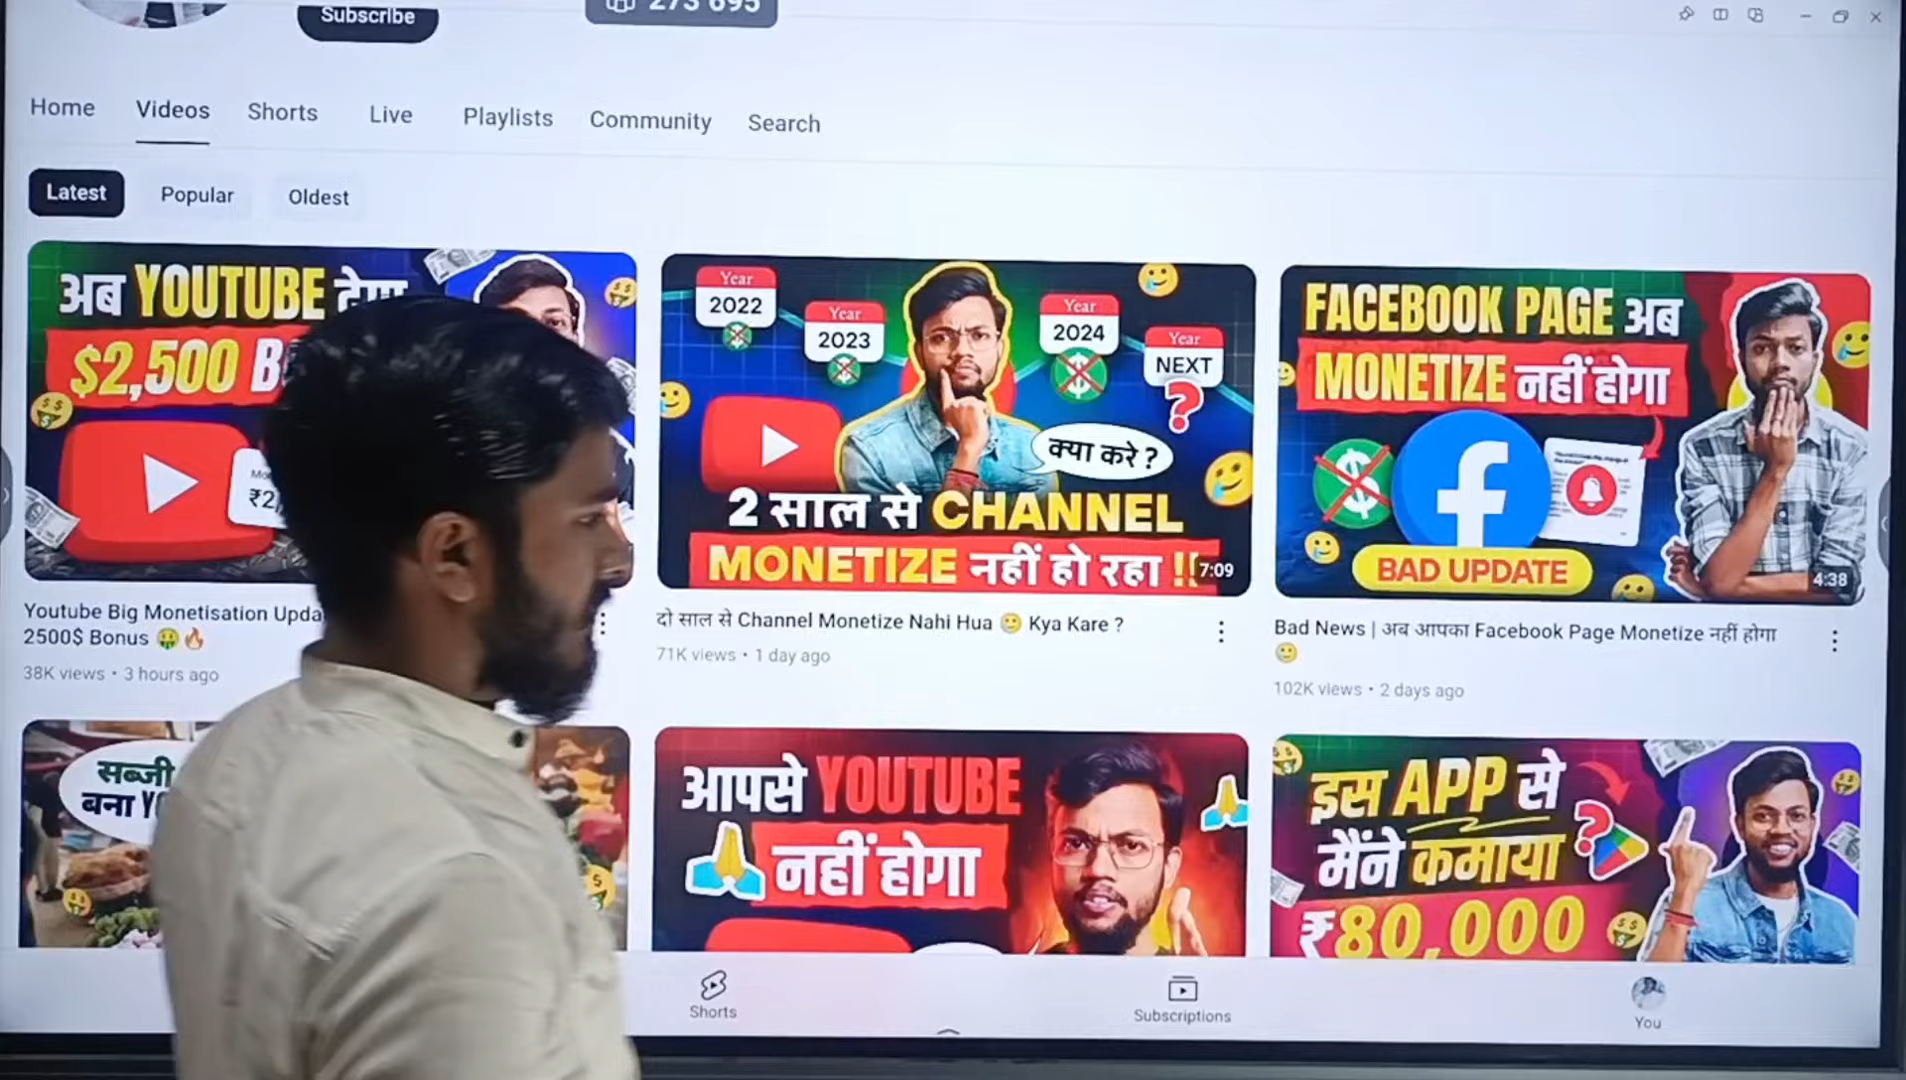 Subscribe
273 695
Home
Videos
Shorts
Live
Playlists
Community
Search
Latest
Popular
Oldest
अब YOUTUBE देगा
$2,500
Year
2022
Year
2023
Year
2024
Year
NEXT
क्या करे ?
2 साल से CHANNEL
MONETIZE नहीं हो रहा !!
7:09
FACEBOOK PAGE अब
MONETIZE नहीं होगा
BAD UPDATE
4:38
Youtube Big Monetisation
2500$ Bonus 🤑🔥
38K views • 3 hours ago
दो साल से Channel Monetize Nahi Hua 🥲 Kya Kare ?
71K views • 1 day ago
Bad News | अब आपका Facebook Page Monetize नहीं होगा
🥲
102K views • 2 days ago
सब्जी
बना
आपसे YOUTUBE
नहीं होगा
इस APP से
मैंने कमाया
₹80,000
Shorts
Subscriptions
You